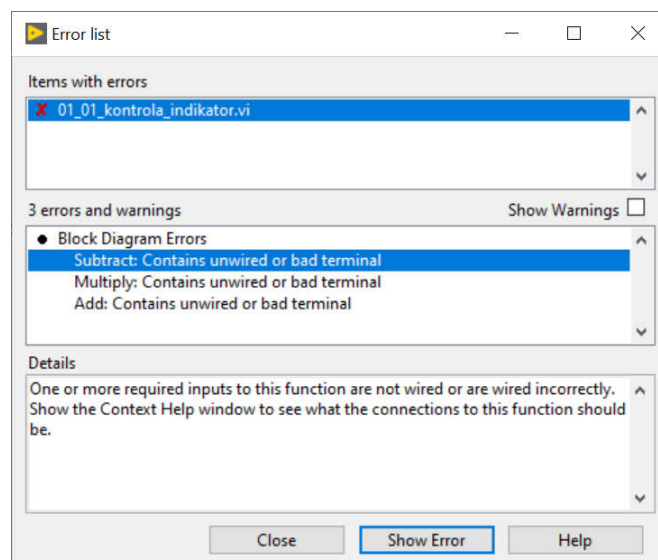 Error list
Items with errors
01_01_kontrola_indikator.vi
3 errors and warnings
Show Warnings
Block Diagram Errors
Subtract: Contains unwired or bad terminal
Multiply: Contains unwired or bad terminal
Add: Contains unwired or bad terminal
Details
One or more required inputs to this function are not wired or are wired incorrectly.
Show the Context Help window to see what the connections to this function should
be.
Close
Show Error
Help